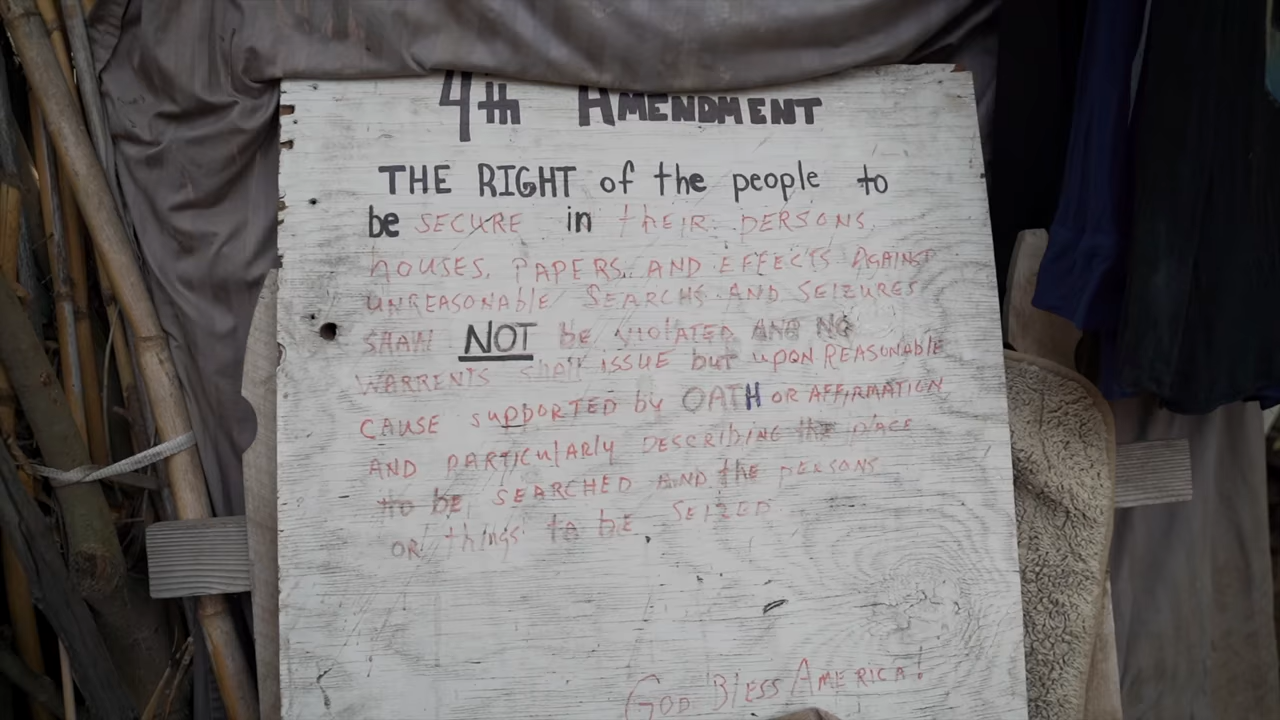 4th AMENDMENT
THE RIGHT of the people to
be SECURE in thEIR PERSONS,
hOUSES, PAPERS, AND EFFECTS AGAINST
UNREASONAblE SEARCHS AND SEIZURES
SHAll NOT be VIOlATED AND NO
WARRENTS shall ISSUE but upon REASONABlE
CAUSE suppORTED by OATH OR AFFIRMATION
AND pARTICulARly DESCRIBING the plACE
to be SEARCHED AND the pERSONS
OR things to be SEIZED
GOD BLESS AMERICA!